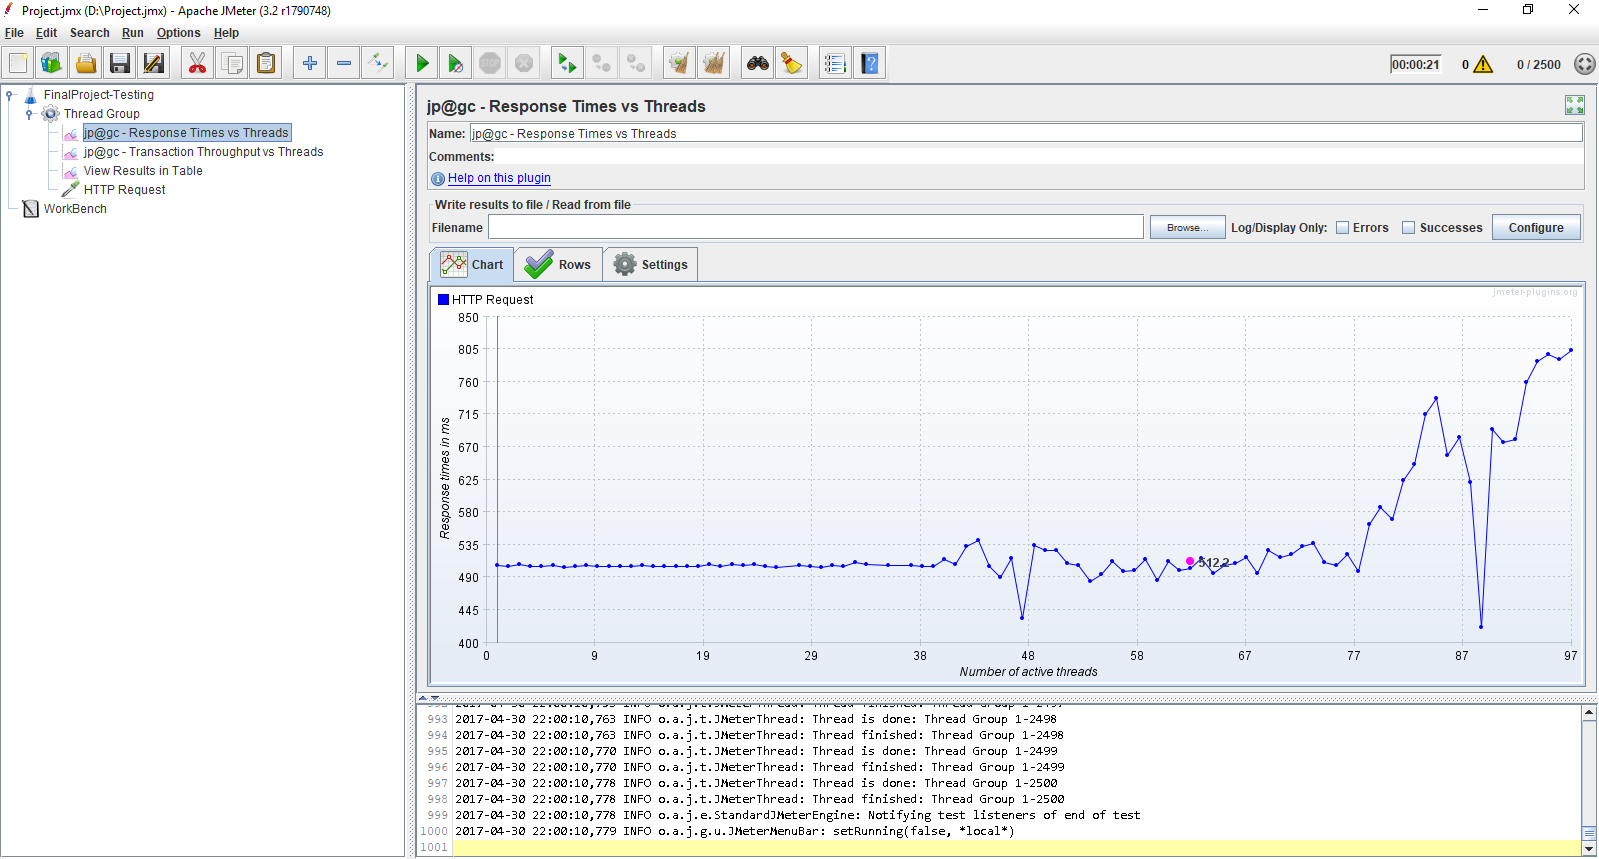 Project.jmx (D:\Project.jmx) - Apache JMeter (3.2 r1790748)
File Edit Search Run Options Help
00:00:21 0 0 / 2500
FinalProject-Testing
Thread Group
jp@gc - Response Times vs Threads
jp@gc - Transaction Throughput vs Threads
View Results in Table
HTTP Request
WorkBench
jp@gc - Response Times vs Threads
Name: jp@gc - Response Times vs Threads
Comments:
Help on this plugin
Write results to file / Read from file
Filename Browse... Log/Display Only: Errors Successes Configure
Chart Rows Settings
HTTP Request
jmeter-plugins.org
850
805
760
715
670
625
580
535
490
445
400
Response times in ms
512.2
0 9 19 29 38 48 58 67 77 87 97
Number of active threads
993 2017-04-30 22:00:10,763 INFO o.a.j.t.JMeterThread: Thread is done: Thread Group 1-2498
994 2017-04-30 22:00:10,763 INFO o.a.j.t.JMeterThread: Thread finished: Thread Group 1-2498
995 2017-04-30 22:00:10,770 INFO o.a.j.t.JMeterThread: Thread is done: Thread Group 1-2499
996 2017-04-30 22:00:10,770 INFO o.a.j.t.JMeterThread: Thread finished: Thread Group 1-2499
997 2017-04-30 22:00:10,778 INFO o.a.j.t.JMeterThread: Thread is done: Thread Group 1-2500
998 2017-04-30 22:00:10,778 INFO o.a.j.t.JMeterThread: Thread finished: Thread Group 1-2500
999 2017-04-30 22:00:10,778 INFO o.a.j.e.StandardJMeterEngine: Notifying test listeners of end of test
1000 2017-04-30 22:00:10,779 INFO o.a.j.g.u.JMeterMenuBar: setRunning(false, *local*)
1001